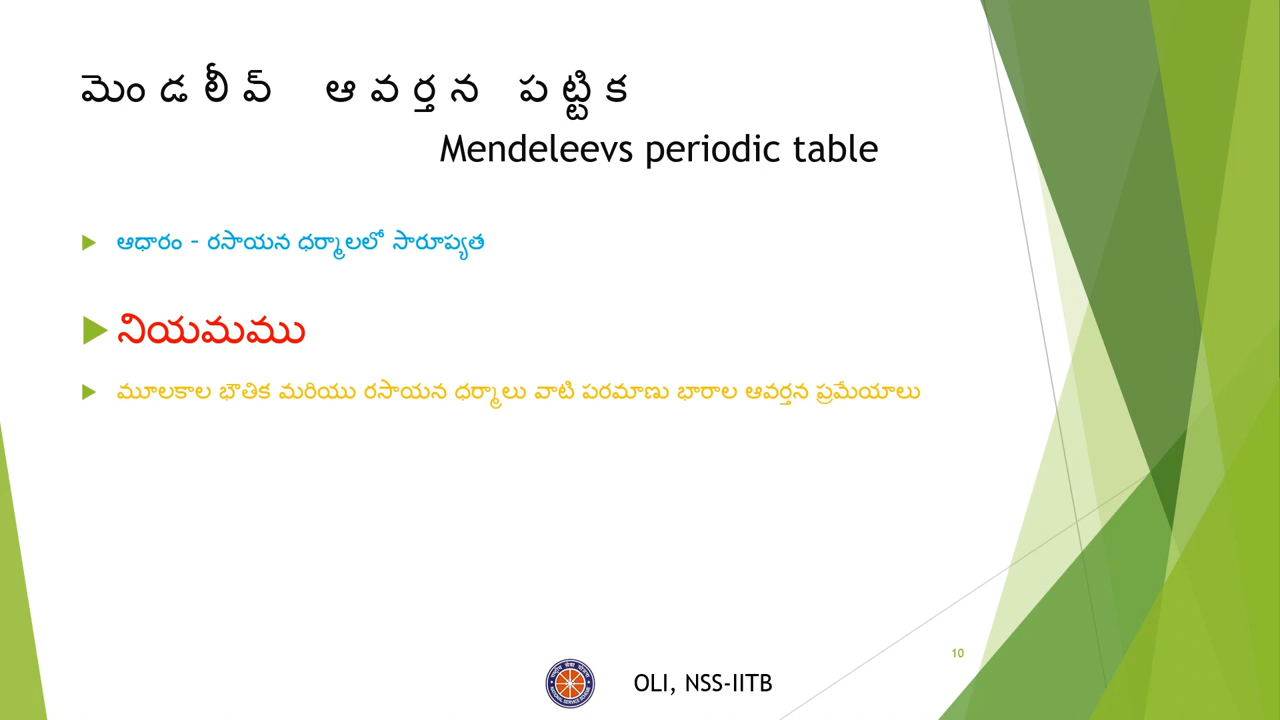 మెండలీవ్ ఆవర్తన పట్టిక
Mendeleevs periodic table
ఆధారం - రసాయన ధర్మాలలో సారూప్యత
నియమము
మూలకాల భౌతిక మరియు రసాయన ధర్మాలు వాటి పరమాణు భారాల ఆవర్తన ప్రమేయాలు
10
OLI, NSS-IITB